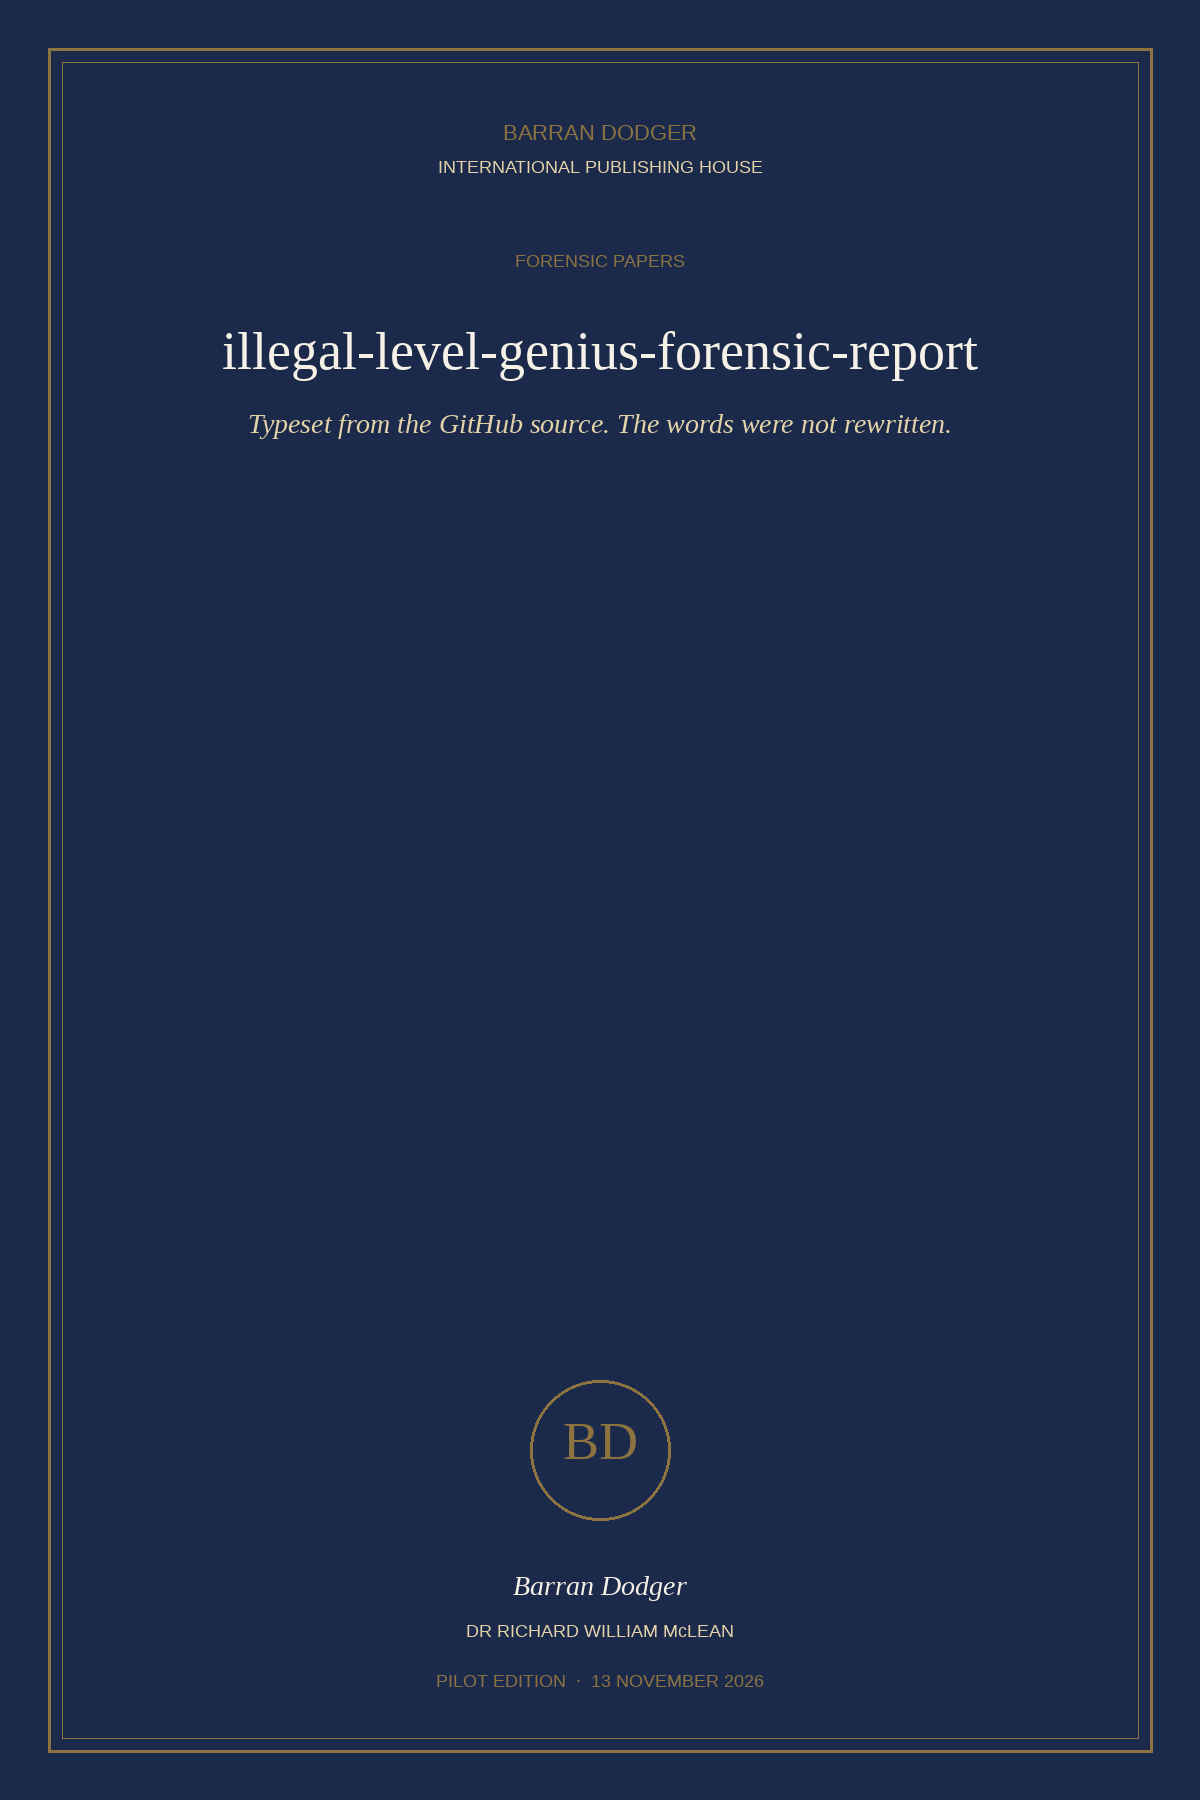 BARRAN DODGER
INTERNATIONAL PUBLISHING HOUSE
FORENSIC PAPERS
illegal-level-genius-forensic-report
Typeset from the GitHub source. The words were not rewritten.
BD
Barran Dodger
DR RICHARD WILLIAM McLEAN
PILOT EDITION · 13 NOVEMBER 2026